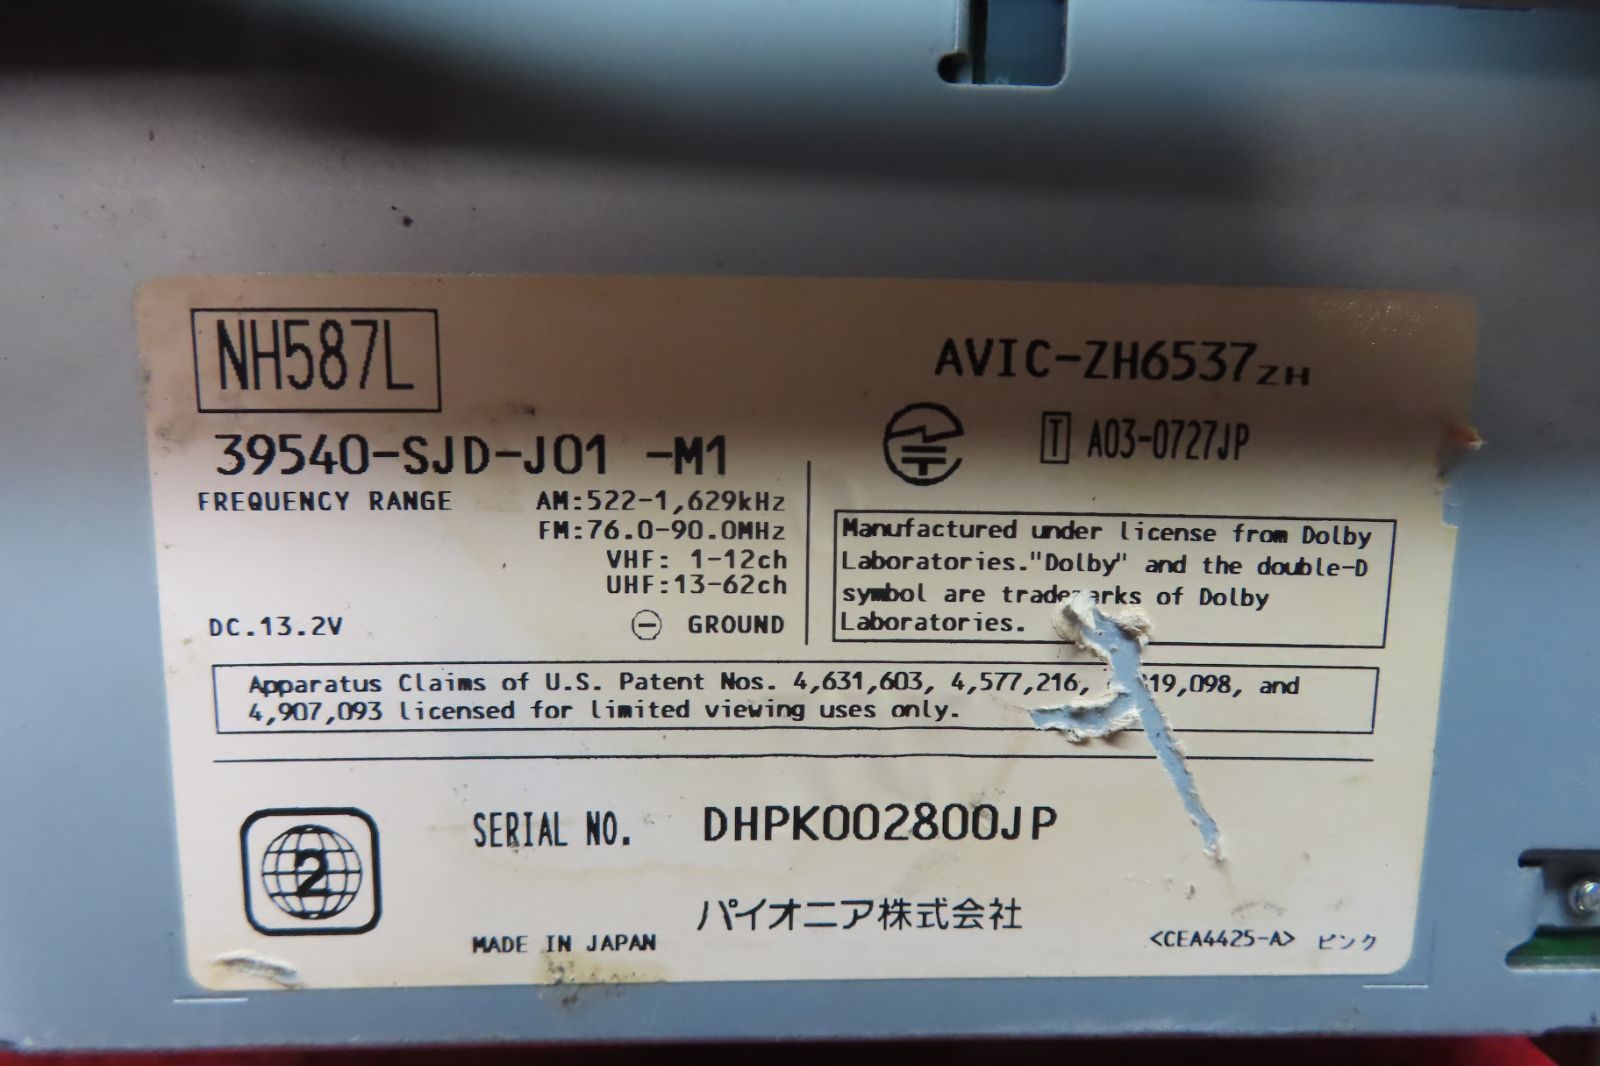 NH587L
AVIC-ZH6537ZH
39540-SJD-J01 -M1
T A03-0727JP
FREQUENCY RANGE AM:522-1,629kHz
FM:76.0-90.0MHz
VHF: 1-12ch
UHF:13-62ch
DC.13.2V ⊖ GROUND
Manufactured under license from Dolby
Laboratories."Dolby" and the double-D
symbol are trademarks of Dolby
Laboratories.
Apparatus Claims of U.S. Patent Nos. 4,631,603, 4,577,216, 19,098, and
4,907,093 licensed for limited viewing uses only.
2
SERIAL NO. DHPK002800JP
MADE IN JAPAN パイオニア株式会社
<CEA4425-A> ピンク